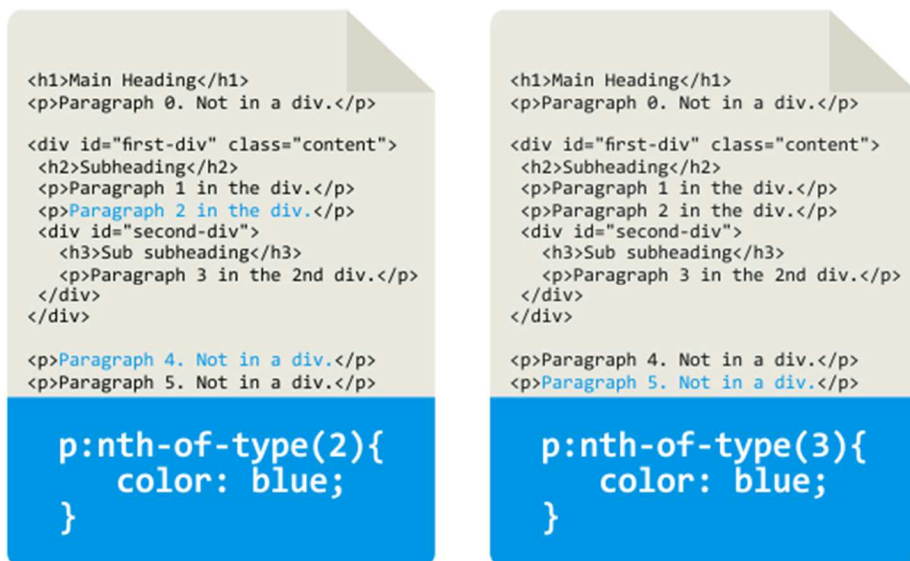 <h1>Main Heading</h1>
<p>Paragraph 0. Not in a div.</p>
<div id="first-div" class="content">
<h2>Subheading</h2>
<p>Paragraph 1 in the div.</p>
<p>Paragraph 2 in the div.</p>
<div id="second-div">
<h3>Sub subheading</h3>
<p>Paragraph 3 in the 2nd div.</p>
</div>
</div>
<p>Paragraph 4. Not in a div.</p>
<p>Paragraph 5. Not in a div.</p>
p:nth-of-type(2){
color: blue;
}
<h1>Main Heading</h1>
<p>Paragraph 0. Not in a div.</p>
<div id="first-div" class="content">
<h2>Subheading</h2>
<p>Paragraph 1 in the div.</p>
<p>Paragraph 2 in the div.</p>
<div id="second-div">
<h3>Sub subheading</h3>
<p>Paragraph 3 in the 2nd div.</p>
</div>
</div>
<p>Paragraph 4. Not in a div.</p>
<p>Paragraph 5. Not in a div.</p>
p:nth-of-type(3){
color: blue;
}